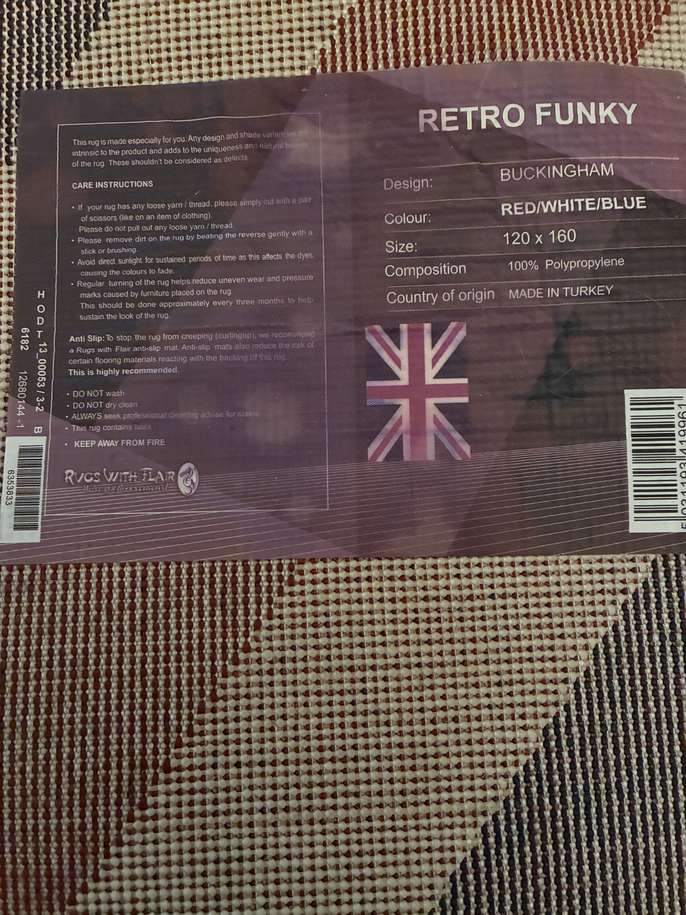 This rug is made especially for you. Any design and shade variances are
intrinsic to the product and adds to the uniqueness and natural beauty
of the rug. These shouldn't be considered as defects.
CARE INSTRUCTIONS
• If your rug has any loose yarn / thread, please simply cut with a pair
of scissors (like on an item of clothing).
Please do not pull out any loose yarn / thread.
• Please remove dirt on the rug by beating the reverse gently with a
stick or brushing.
• Avoid direct sunlight for sustained periods of time as this affects the dyes
causing the colours to fade.
• Regular turning of the rug helps reduce uneven wear and pressure
marks caused by furniture placed on the rug.
This should be done approximately every three months to help
sustain the look of the rug.
Anti Slip: To stop the rug from creeping (curlingup), we recommend
a Rugs with Flair anti-slip mat. Anti-slip mats also reduce the risk of
certain flooring materials reacting with the backing of this rug.
This is highly recommended.
• DO NOT wash
• DO NOT dry clean
• ALWAYS seek professional cleaning advise for stains
• This rug contains latex
• KEEP AWAY FROM FIRE
RUGS WITH FLAIR
HODT 13_00053 / 3-2 B
6182 12680144 -1
6353833
RETRO FUNKY
Design: BUCKINGHAM
Colour: RED/WHITE/BLUE
Size: 120 x 160
Composition 100% Polypropylene
Country of origin MADE IN TURKEY
5 031193 419961